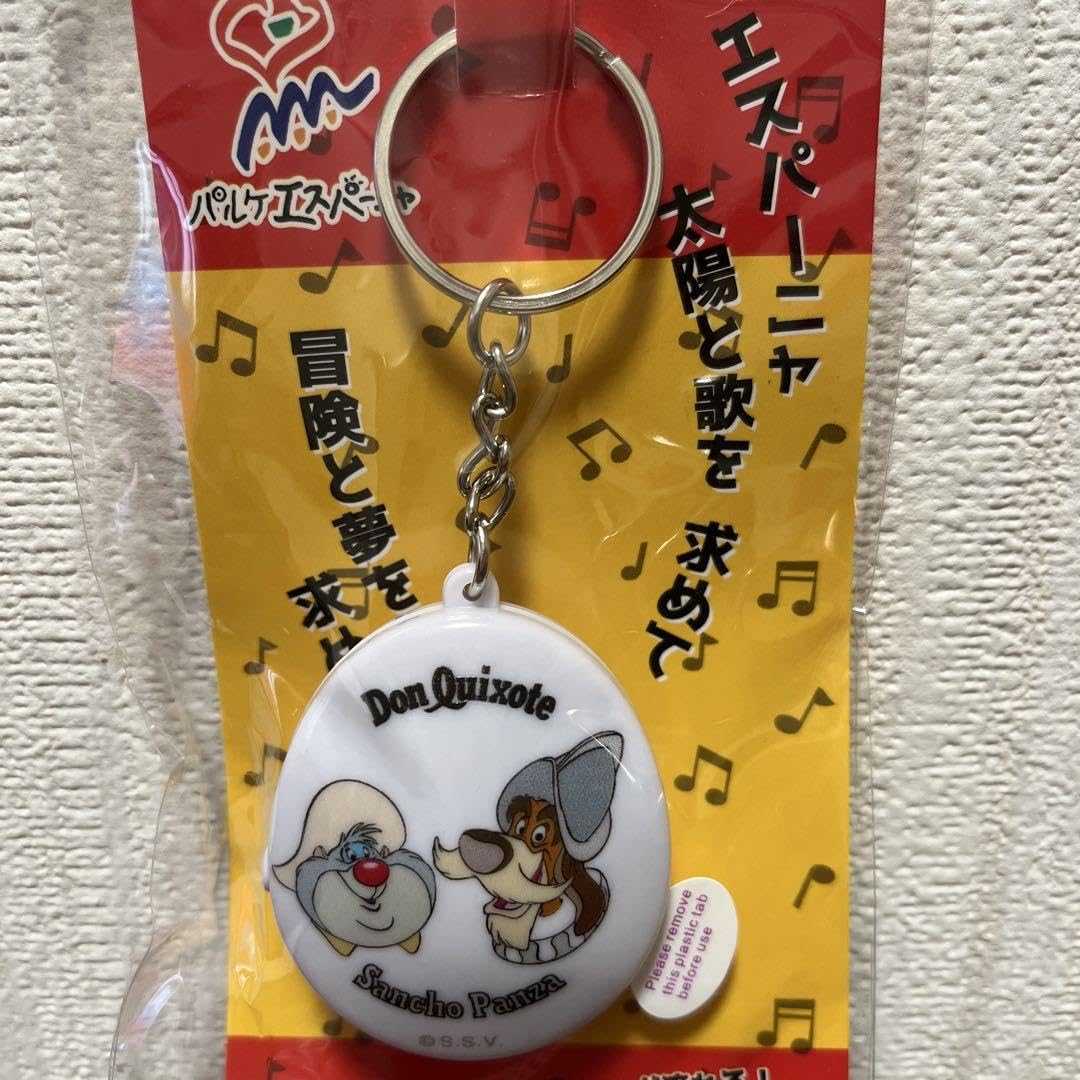 パルケエスパーニャ
エスパーニャ
太陽と歌を 求めて
冒険と夢を
求め
Don Quixote
Sancho Panza
©S.S.V.
Please remove
this plastic tab
before use